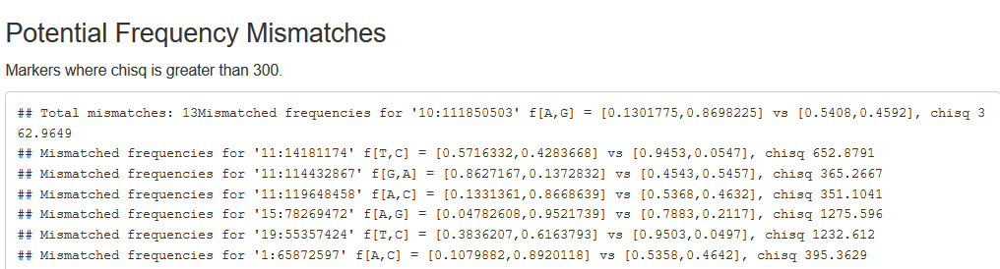 Potential Frequency Mismatches
Markers where chisq is greater than 300.
## Total mismatches: 13Mismatched frequencies for '10:111850503' f[A,G] = [0.1301775,0.8698225] vs [0.5408,0.4592], chisq 3
62.9649
## Mismatched frequencies for '11:14181174' f[T,C] = [0.5716332,0.4283668] vs [0.9453,0.0547], chisq 652.8791
## Mismatched frequencies for '11:114432867' f[G,A] = [0.8627167,0.1372832] vs [0.4543,0.5457], chisq 365.2667
## Mismatched frequencies for '11:119648458' f[A,C] = [0.1331361,0.8668639] vs [0.5368,0.4632], chisq 351.1041
## Mismatched frequencies for '15:78269472' f[A,G] = [0.04782608,0.9521739] vs [0.7883,0.2117], chisq 1275.596
## Mismatched frequencies for '19:55357424' f[T,C] = [0.3836207,0.6163793] vs [0.9503,0.0497], chisq 1232.612
## Mismatched frequencies for '1:65872597' f[A,C] = [0.1079882,0.8920118] vs [0.5358,0.4642], chisq 395.3629